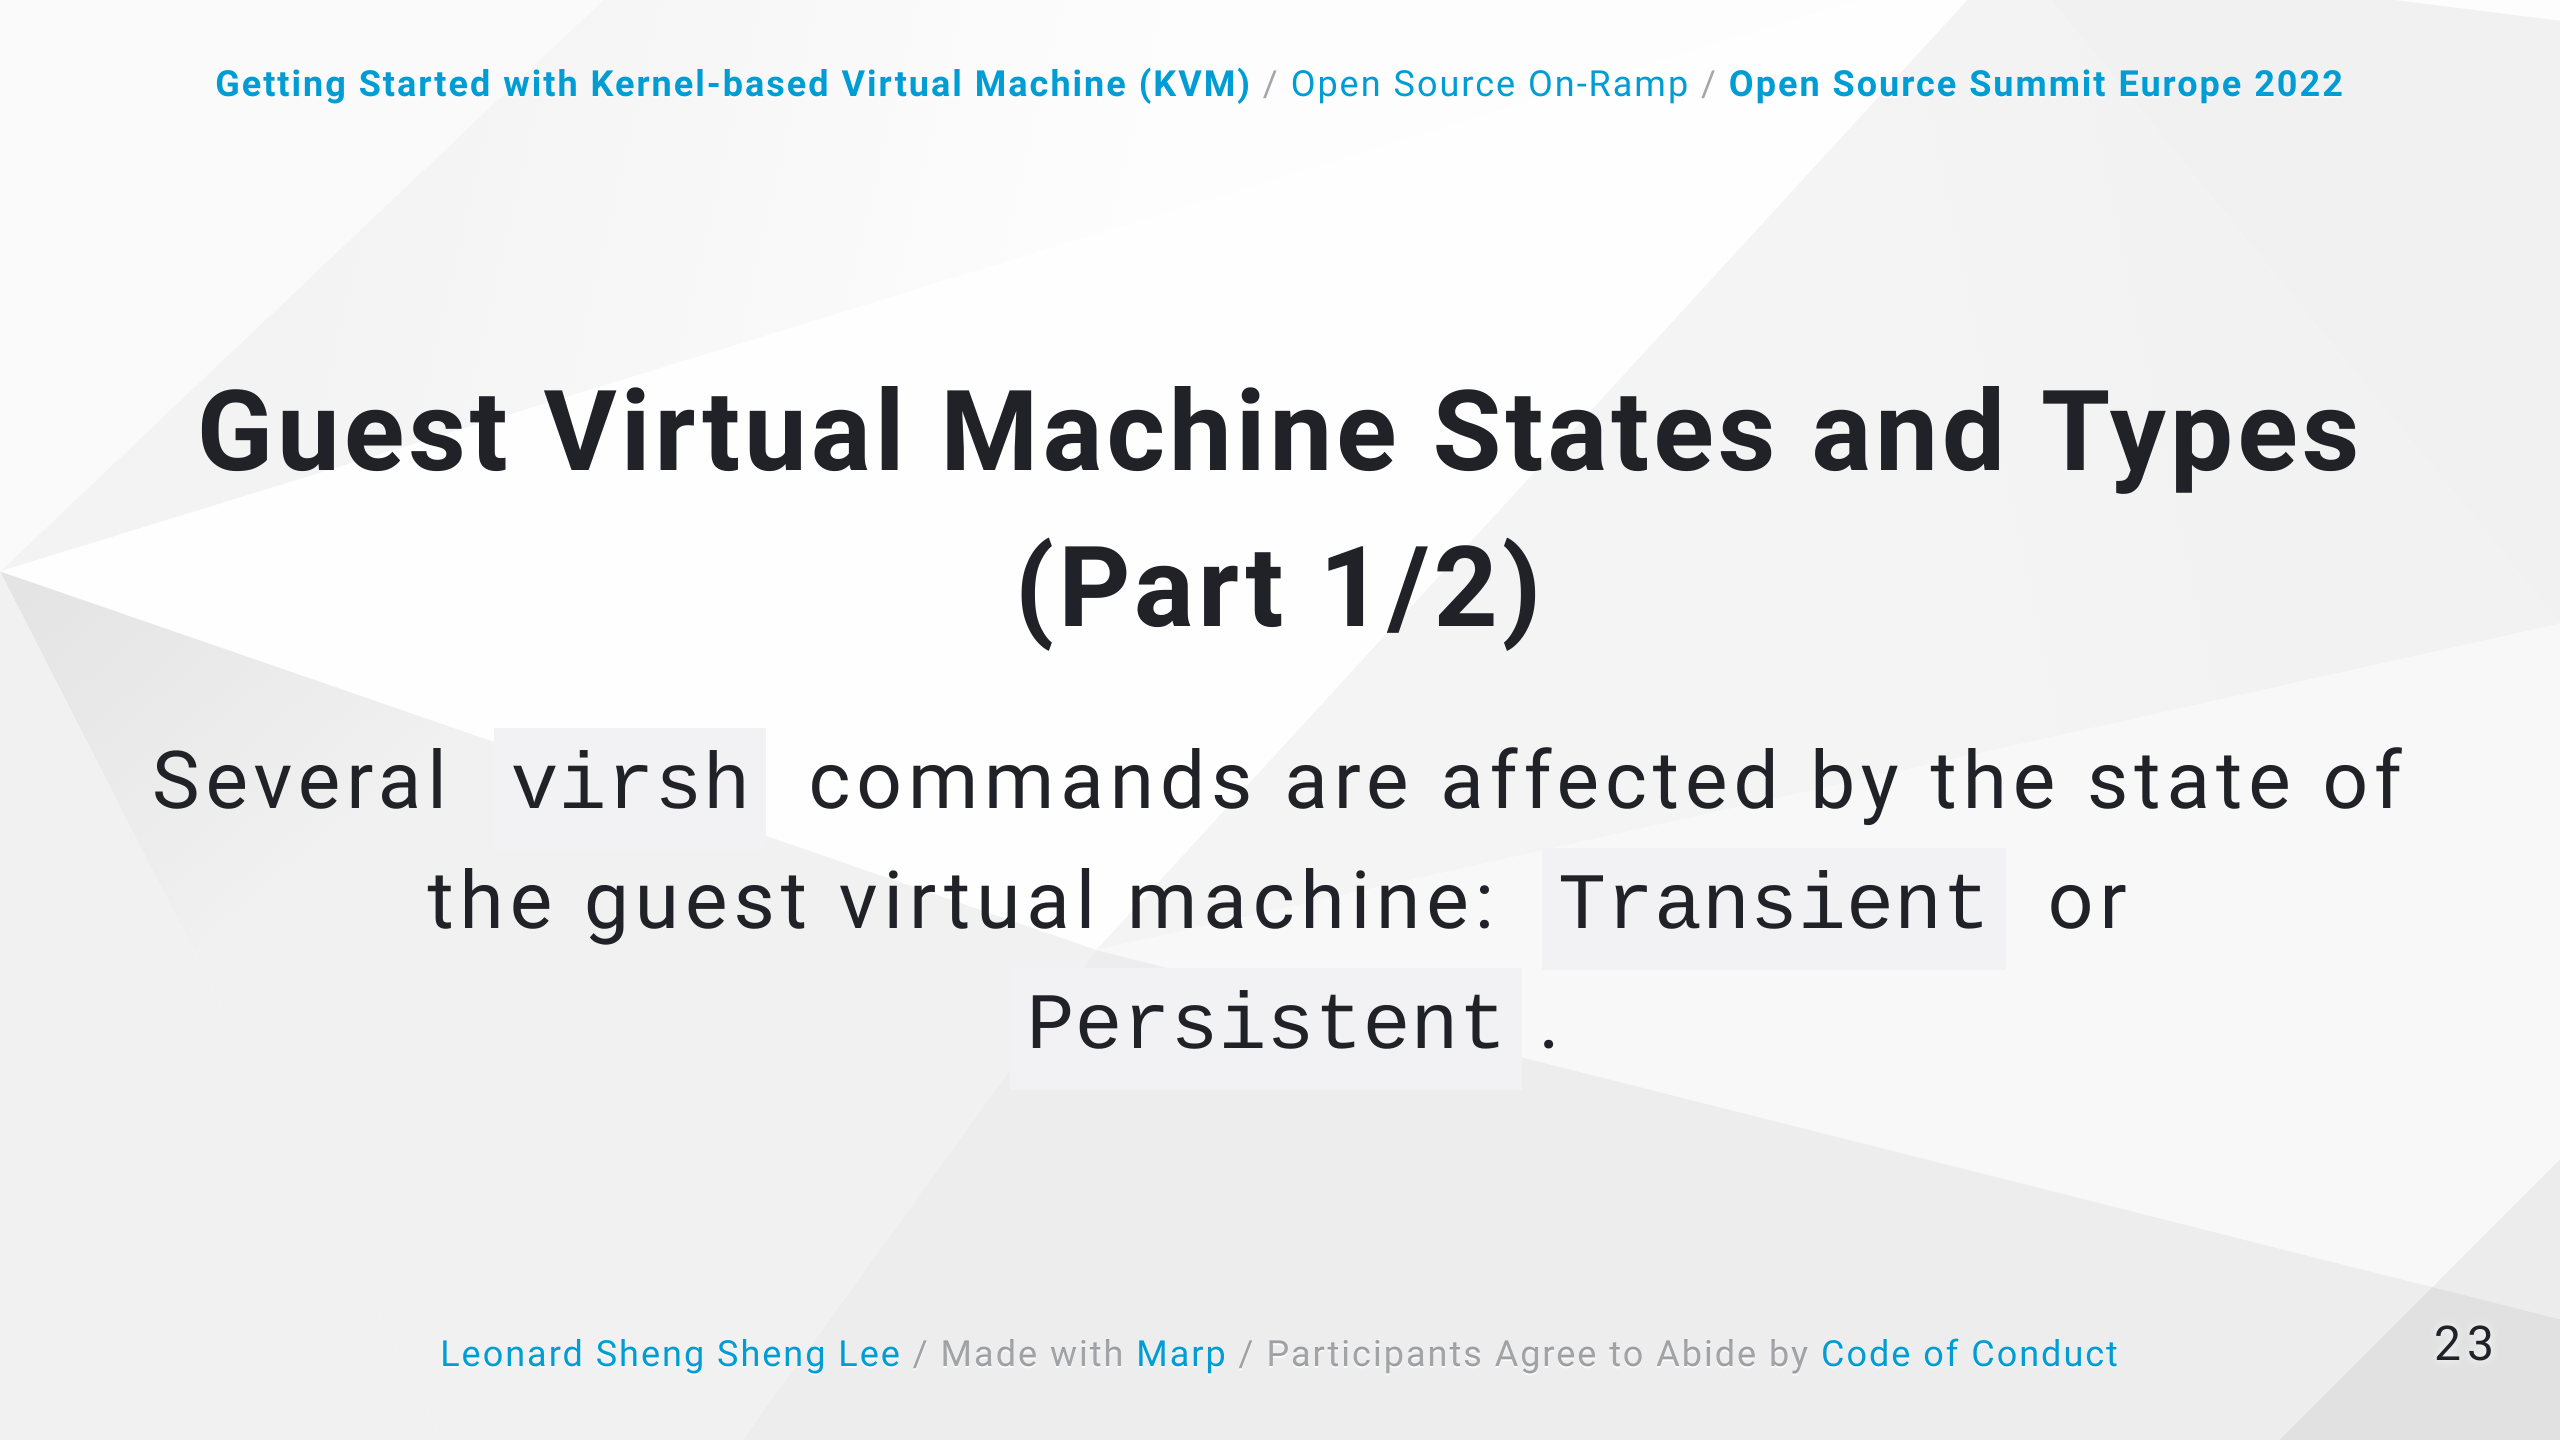 Getting Started with Kernel-based Virtual Machine (KVM) / Open Source On-Ramp / Open Source Summit Europe 2022
Guest Virtual Machine States and Types
(Part 1/2)
Several virsh commands are affected by the state of
the guest virtual machine: Transient or
Persistent .
Leonard Sheng Sheng Lee / Made with Marp / Participants Agree to Abide by Code of Conduct
23